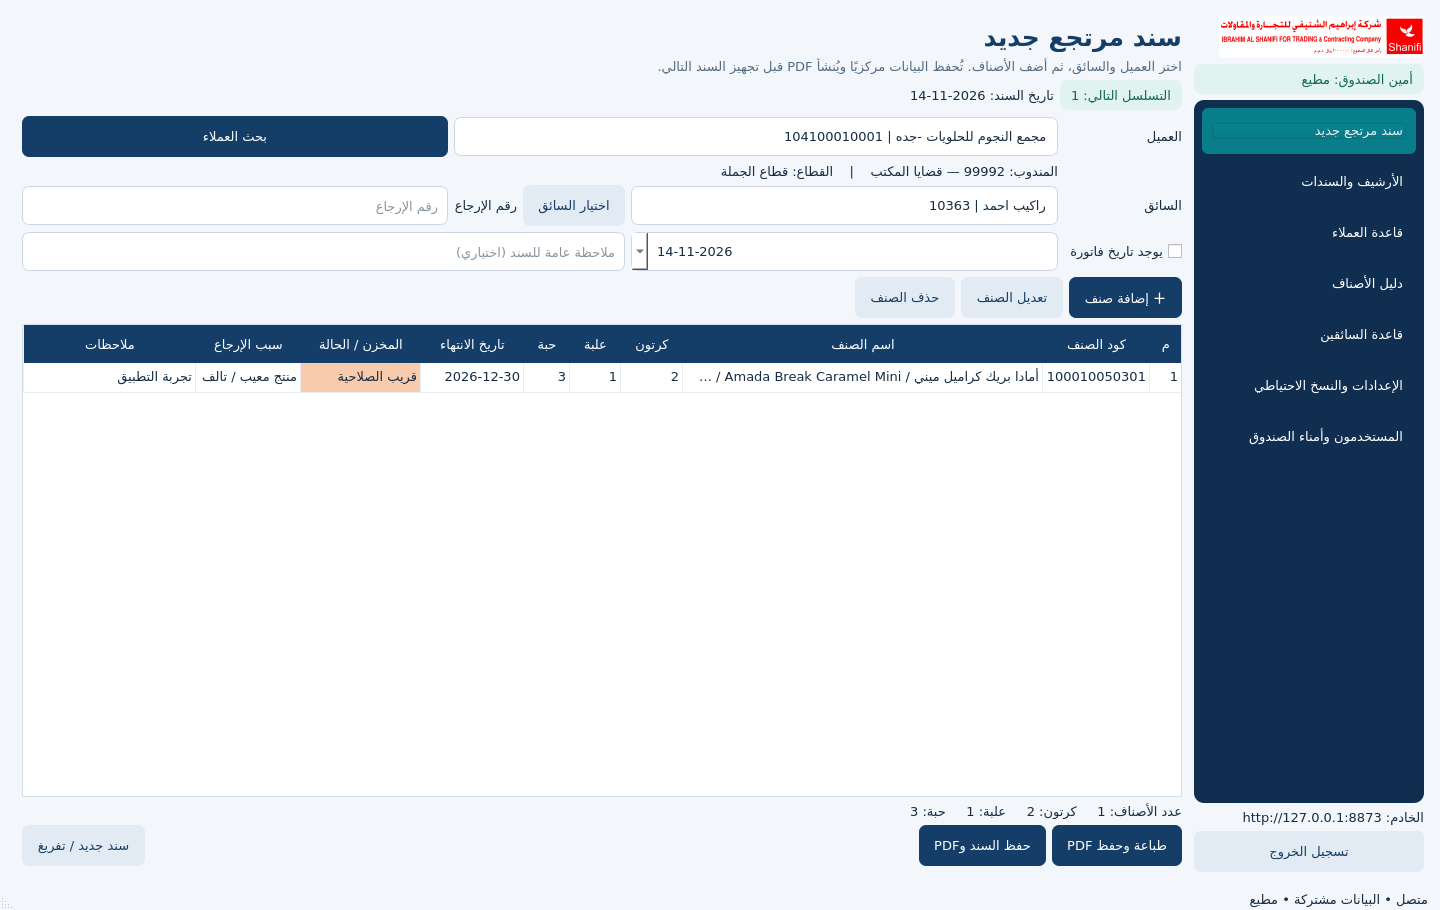 شركة إبراهيم الشنيفي للتجارة والمقاولات
IBRAHIM AL SHANIFI FOR TRADING & Contracting Company
Shanifi
أمين الصندوق: مطيع
سند مرتجع جديد
الأرشيف والسندات
قاعدة العملاء
دليل الأصناف
قاعدة السائقين
الإعدادات والنسخ الاحتياطي
المستخدمون وأمناء الصندوق
الخادم: http://127.0.0.1:8873
تسجيل الخروج
سند مرتجع جديد
اختر العميل والسائق، ثم أضف الأصناف. تُحفظ البيانات مركزيًا ويُنشأ PDF قبل تجهيز السند التالي.
التسلسل التالي: 1 تاريخ السند: 2026-11-14
العميل مجمع النجوم للحلويات -جده | 104100010001 بحث العملاء
المندوب: 99992 — قضايا المكتب | القطاع: قطاع الجملة
السائق راكيب احمد | 10363 اختيار السائق رقم الإرجاع رقم الإرجاع
يوجد تاريخ فاتورة 14-11-2026 ملاحظة عامة للسند (اختياري)
+ إضافة صنف تعديل الصنف حذف الصنف
م كود الصنف اسم الصنف كرتون علبة حبة تاريخ الانتهاء المخزن / الحالة سبب الإرجاع ملاحظات
1 100010050301 أمادا بريك كراميل ميني / Amada Break Caramel Mini / ... 2 1 3 2026-12-30 قريب الصلاحية منتج معيب / تالف تجربة التطبيق
عدد الأصناف: 1 كرتون: 2 علبة: 1 حبة: 3
طباعة وحفظ PDF حفظ السند وPDF سند جديد / تفريغ
متصل • البيانات مشتركة • مطيع